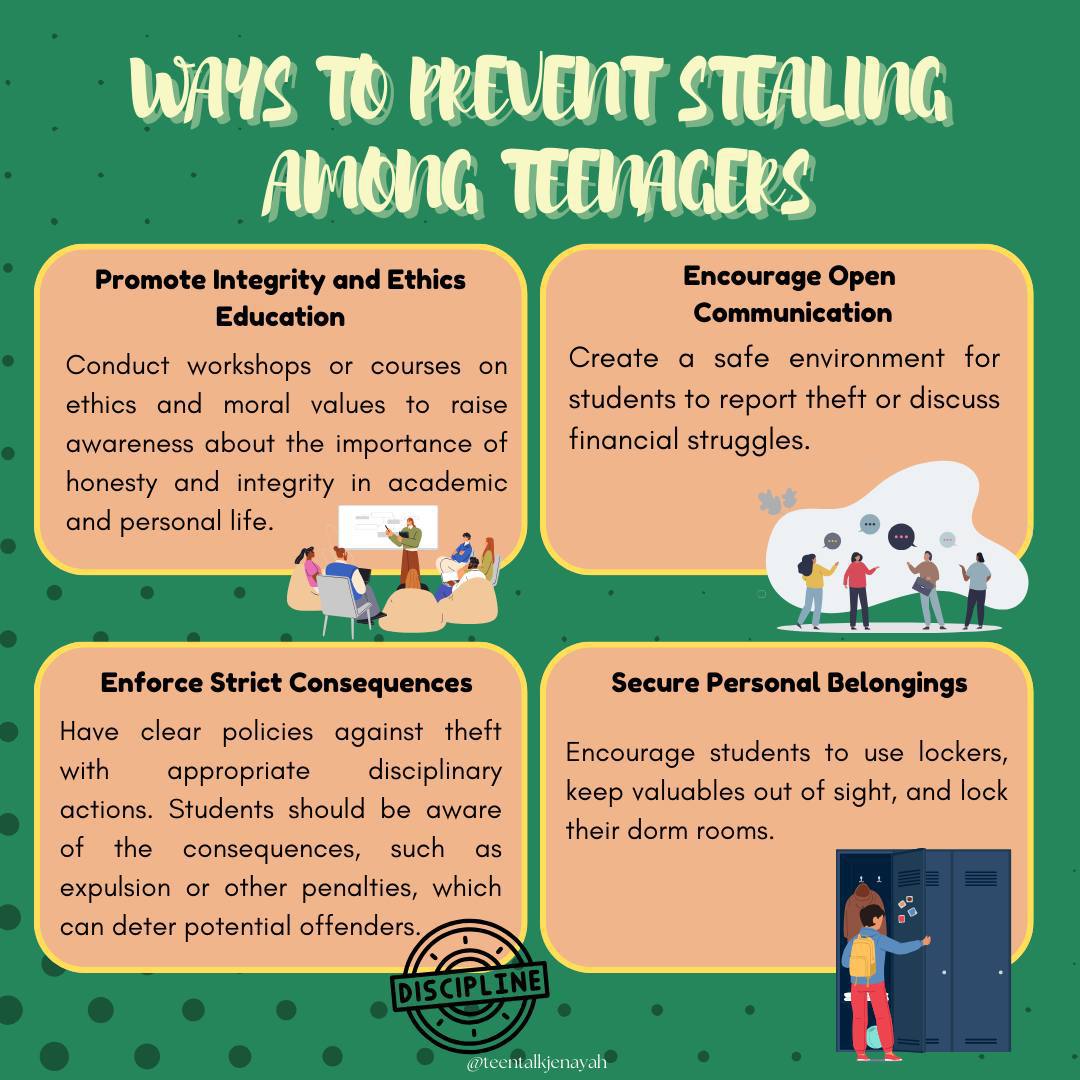 WAYS TO PREVENT STEALING
AMONG TEENAGERS
Promote Integrity and Ethics
Education
Conduct workshops or courses on
ethics and moral values to raise
awareness about the importance of
honesty and integrity in academic
and personal life.
Encourage Open
Communication
Create a safe environment for
students to report theft or discuss
financial struggles.
Enforce Strict Consequences
Have clear policies against theft
with appropriate disciplinary
actions. Students should be aware
of the consequences, such as
expulsion or other penalties, which
can deter potential offenders.
DISCIPLINE
Secure Personal Belongings
Encourage students to use lockers,
keep valuables out of sight, and lock
their dorm rooms.
@teentalkjenayah